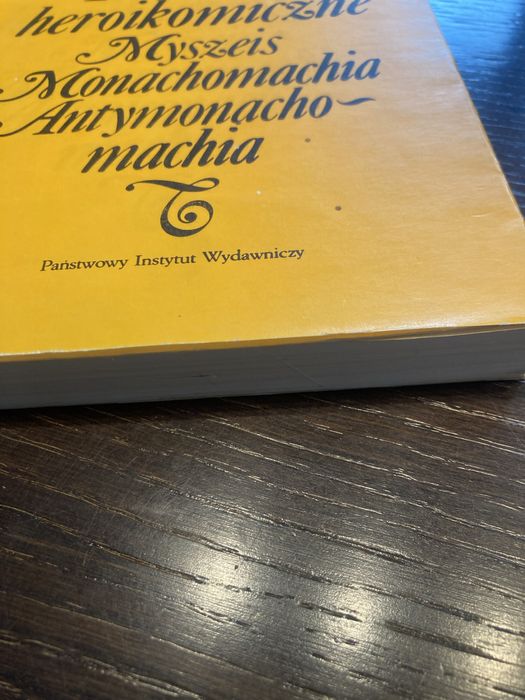 heroikomiczne
Myszeis
Monachomachia
Antymonacho-
machia
Państwowy Instytut Wydawniczy